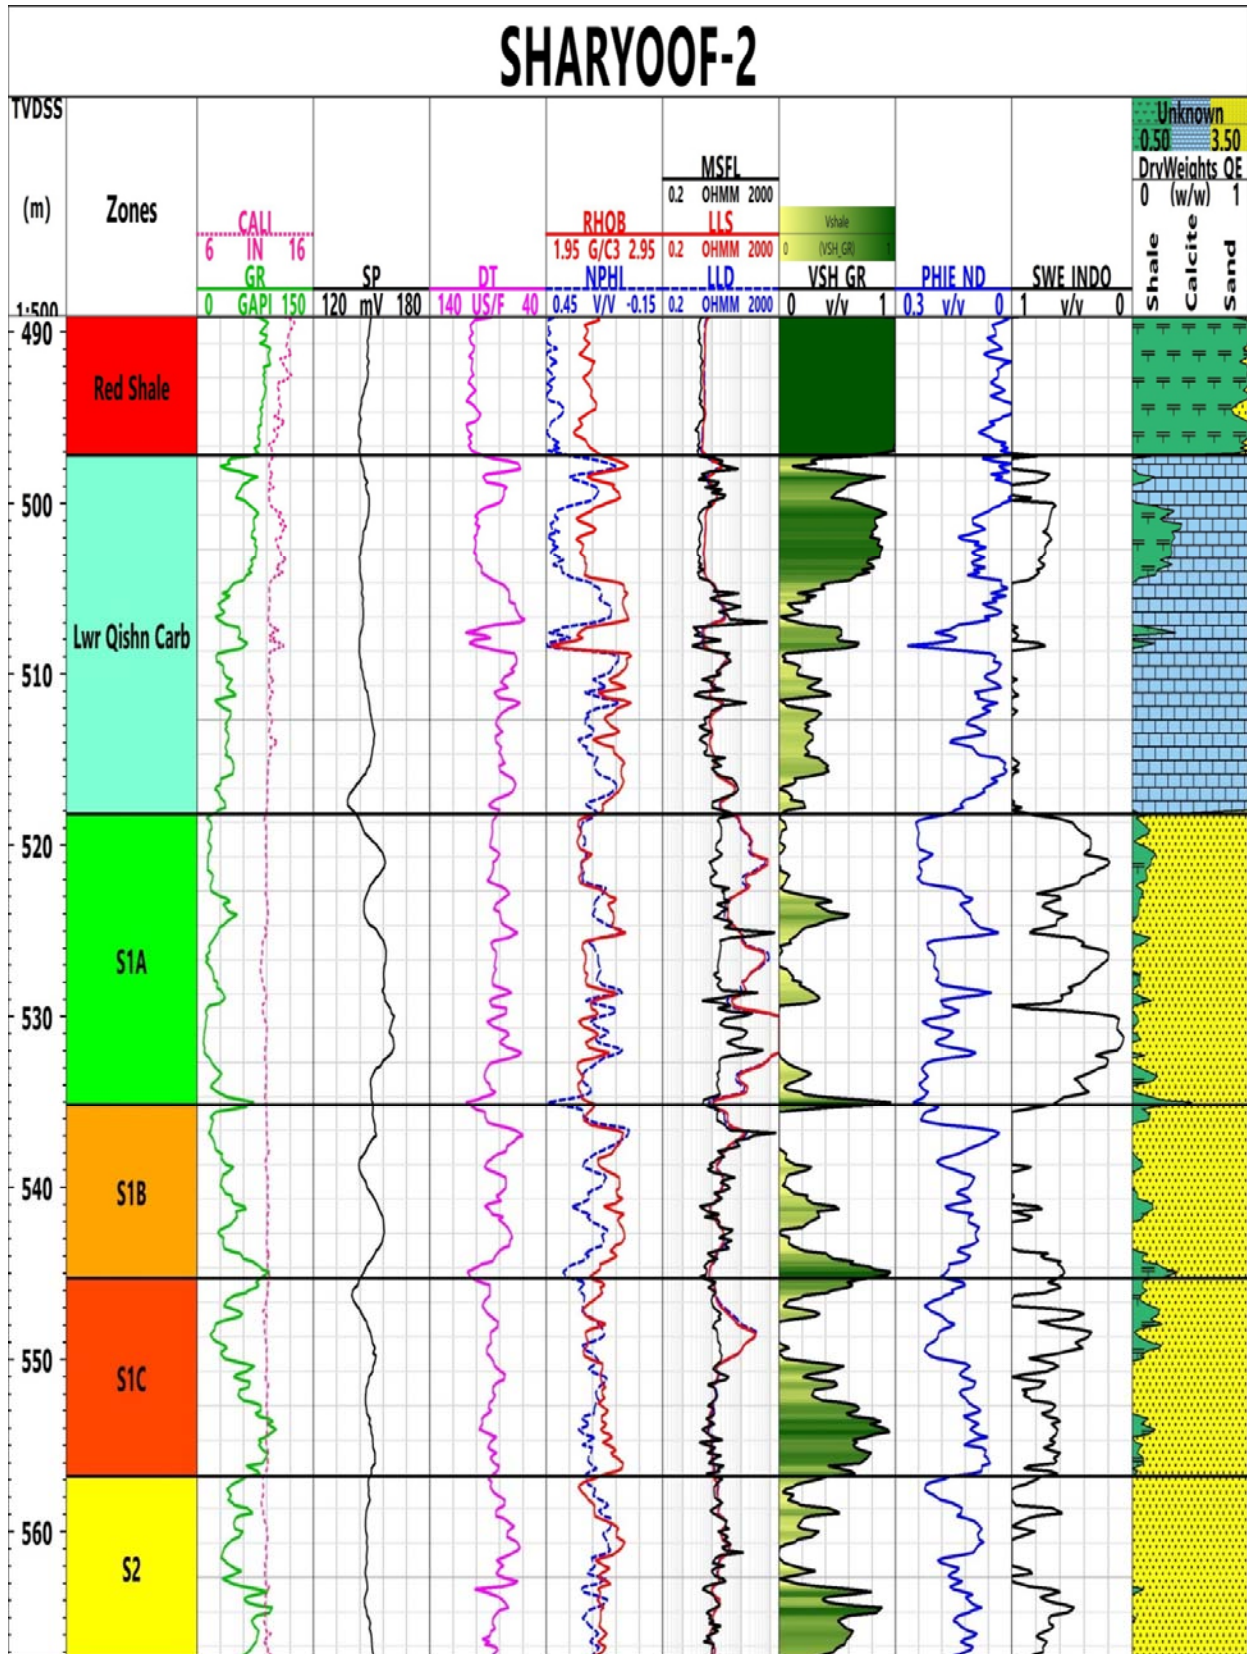 SHARYOOF-2
TVDSS
(m)
1:500
Zones
CALI
6 IN 16
GR
0 GAPI 150
SP
120 mV 180
DT
140 US/F 40
RHOB
1.95 G/C3 2.95
NPHI
0.45 V/V -0.15
MSFL
0.2 OHMM 2000
LLS
0.2 OHMM 2000
LLD
0.2 OHMM 2000
Vshale
0 (VSH_GR) 1
VSH GR
0 v/v 1
PHIE ND
0.3 v/v 0
SWE INDO
1 v/v 0
Unknown
0.50 3.50
DryWeights QE
0 (w/w) 1
Shale
Calcite
Sand
490
Red Shale
500
Lwr Qishn Carb
510
520
S1A
530
540
S1B
550
S1C
560
S2